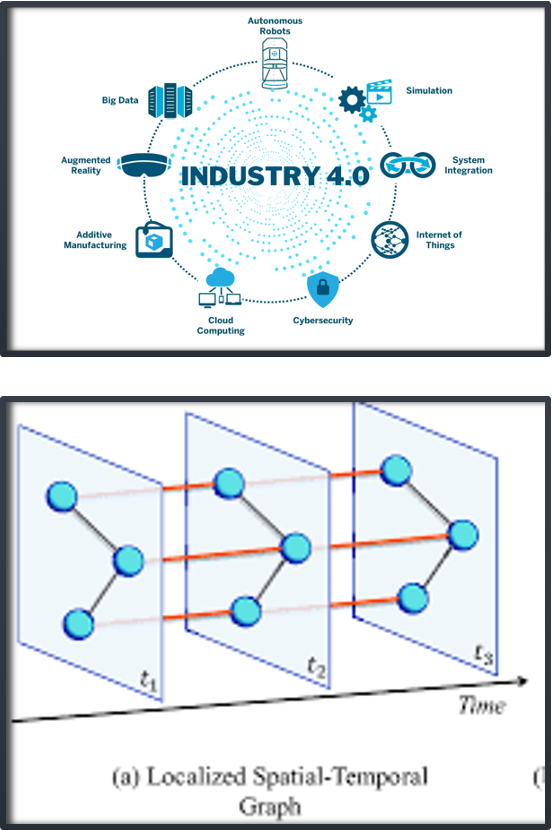 Autonomous
Robots
Simulation
Big Data
Augmented
Reality
INDUSTRY 4.0
System
Integration
Additive
Manufacturing
Internet of
Things
Cloud
Computing
Cybersecurity
t1
t2
t3
Time
(a) Localized Spatial-Temporal
Graph